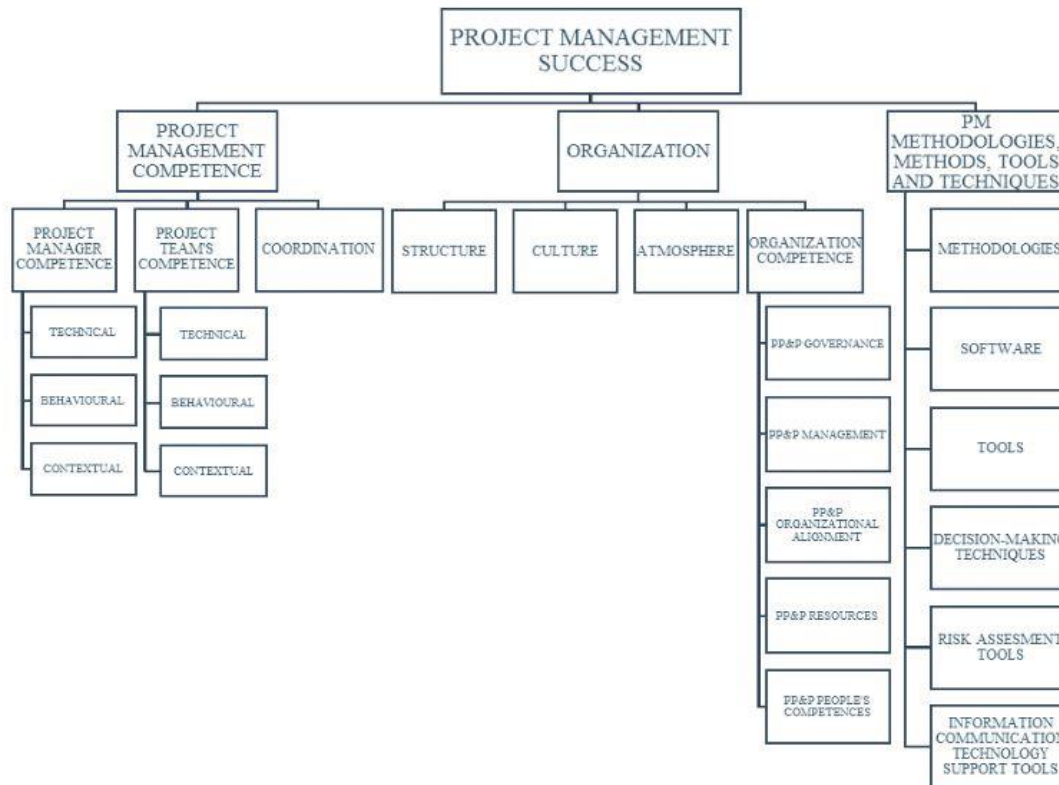 PROJECT MANAGEMENT
SUCCESS
PROJECT
MANAGEMENT
COMPETENCE
ORGANIZATION
PM
METHODOLOGIES,
METHODS, TOOLS
AND TECHNIQUES
PROJECT
MANAGER
COMPETENCE
PROJECT
TEAM'S
COMPETENCE
COORDINATION
STRUCTURE
CULTURE
ATMOSPHERE
ORGANIZATION
COMPETENCE
TECHNICAL
BEHAVIOURAL
CONTEXTUAL
TECHNICAL
BEHAVIOURAL
CONTEXTUAL
PP&P GOVERNANCE
PP&P MANAGEMENT
PP&P
ORGANIZATIONAL
ALIGNMENT
PP&P RESOURCES
PP&P PEOPLE'S
COMPETENCES
METHODOLOGIES
SOFTWARE
TOOLS
DECISION-MAKING
TECHNIQUES
RISK ASSESMENT
TOOLS
INFORMATION
COMMUNICATION
TECHNOLOGY
SUPPORT TOOLS